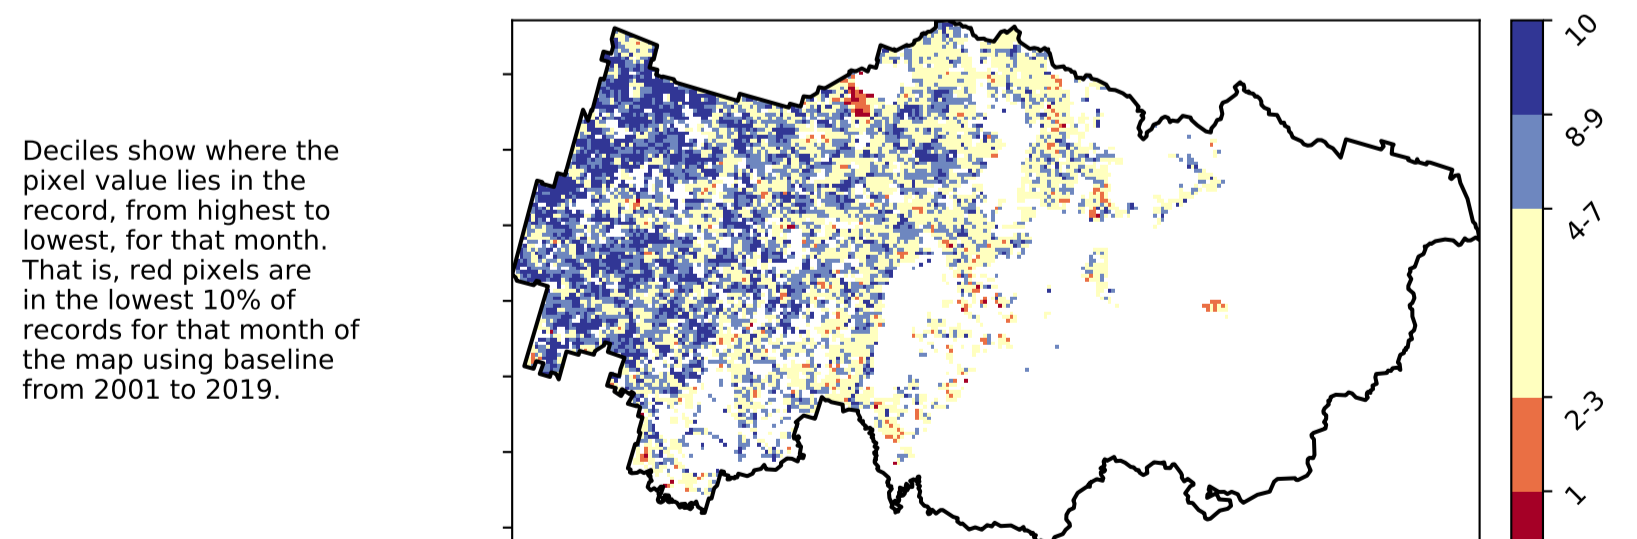 Deciles show where the
pixel value lies in the
record, from highest to
lowest, for that month.
That is, red pixels are
in the lowest 10% of
records for that month of
the map using baseline
from 2001 to 2019.
10
8-9
4-7
2-3
1